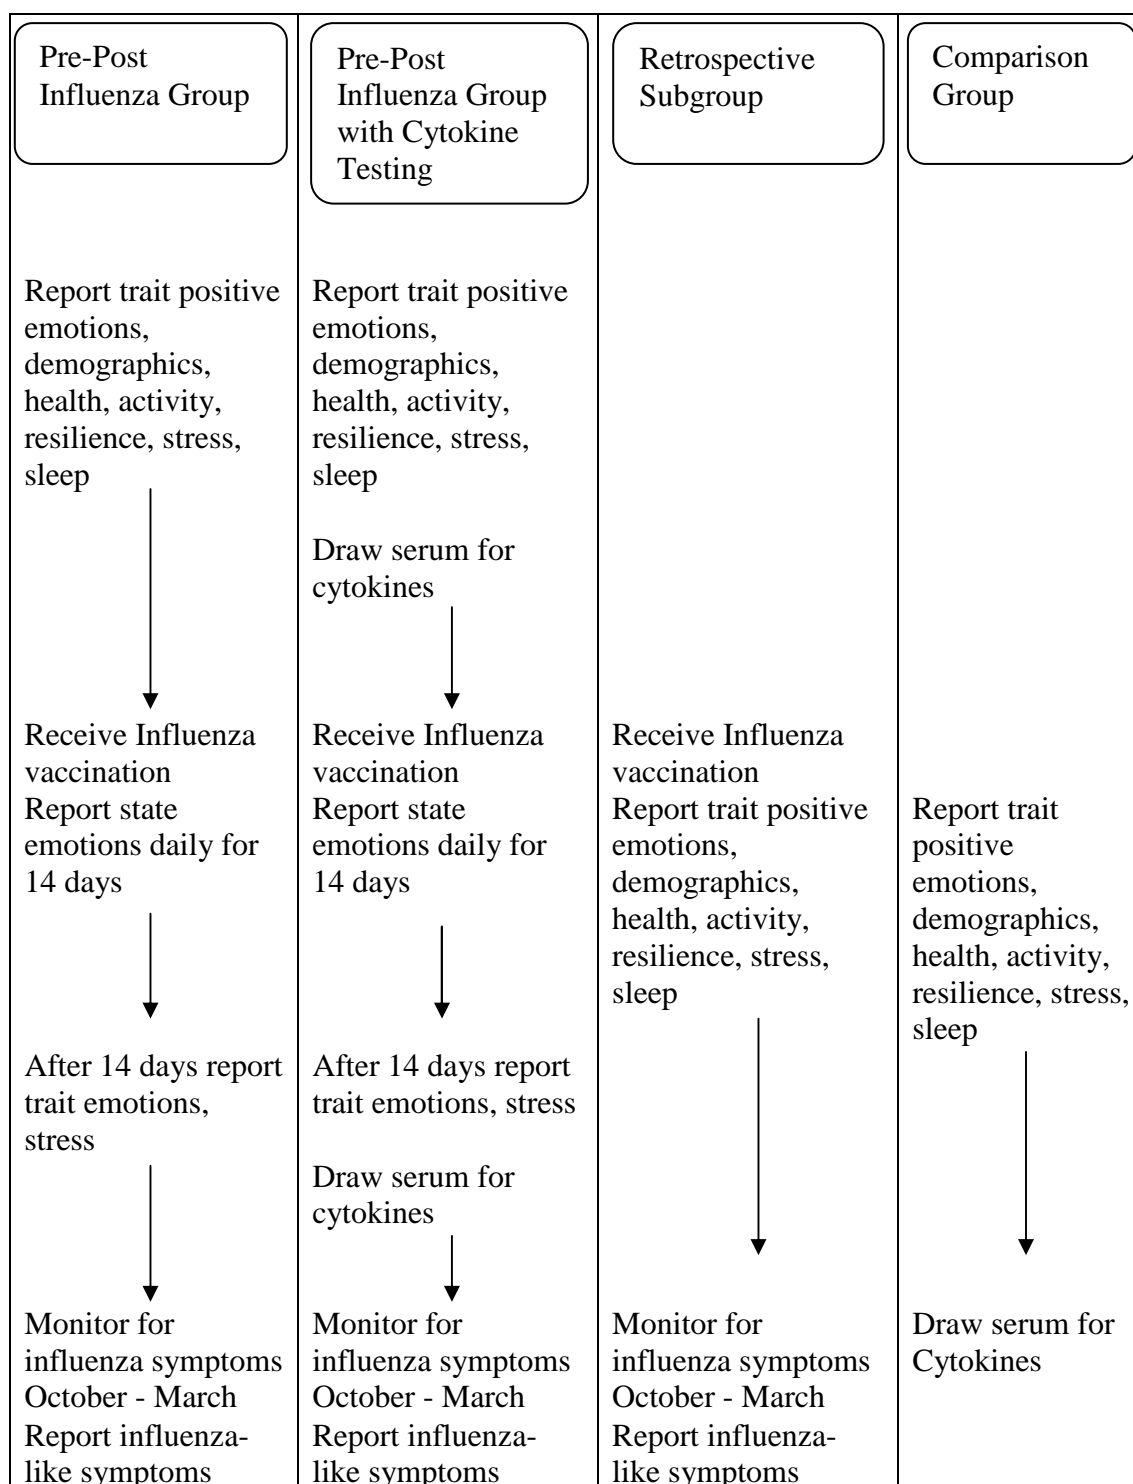 Pre-Post
Influenza Group
Report trait positive
emotions,
demographics,
health, activity,
resilience, stress,
sleep
Receive Influenza
vaccination
Report state
emotions daily for
14 days
After 14 days report
trait emotions,
stress
Monitor for
influenza symptoms
October - March
Report influenza-
like symptoms
Pre-Post
Influenza Group
with Cytokine
Testing
Report trait positive
emotions,
demographics,
health, activity,
resilience, stress,
sleep
Draw serum for
cytokines
Receive Influenza
vaccination
Report state
emotions daily for
14 days
After 14 days report
trait emotions, stress
Draw serum for
cytokines
Monitor for
influenza symptoms
October - March
Report influenza-
like symptoms
Retrospective
Subgroup
Receive Influenza
vaccination
Report trait positive
emotions,
demographics,
health, activity,
resilience, stress,
sleep
Monitor for
influenza symptoms
October - March
Report influenza-
like symptoms
Comparison
Group
Report trait
positive
emotions,
demographics,
health, activity,
resilience, stress,
sleep
Draw serum for
Cytokines